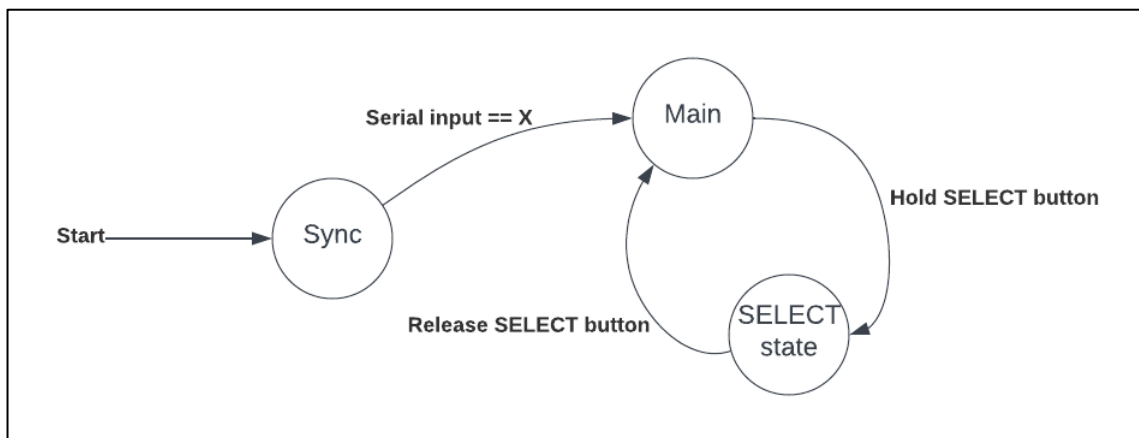 Main
Serial input == X
Hold SELECT button
Start
Sync
SELECT
state
Release SELECT button